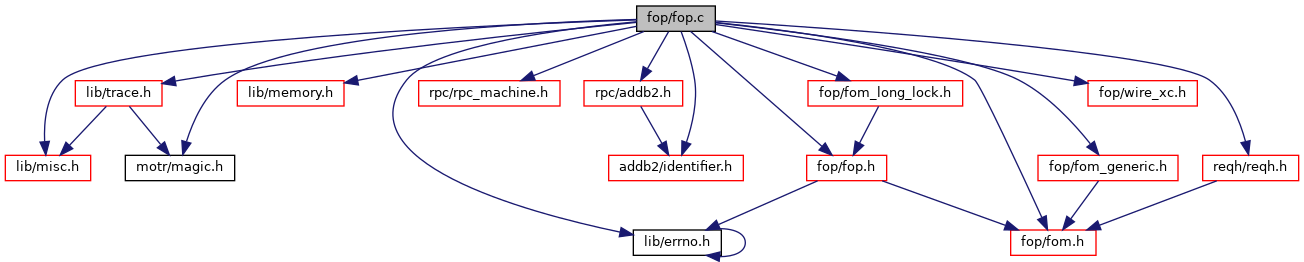 fop/fop.c
lib/trace.h
lib/memory.h
rpc/rpc_machine.h
rpc/addb2.h
fop/fom_long_lock.h
fop/wire_xc.h
lib/misc.h
motr/magic.h
addb2/identifier.h
fop/fop.h
fop/fom_generic.h
reqh/reqh.h
lib/errno.h
fop/fom.h